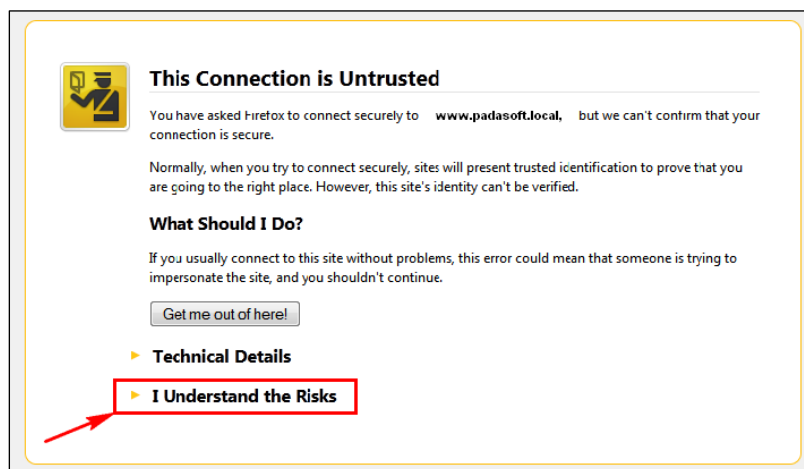 This Connection is Untrusted
You have asked Firefox to connect securely to www.padasoft.local, but we can't confirm that your
connection is secure.
Normally, when you try to connect securely, sites will present trusted identification to prove that you
are going to the right place. However, this site's identity can't be verified.
What Should I Do?
If you usually connect to this site without problems, this error could mean that someone is trying to
impersonate the site, and you shouldn't continue.
Get me out of here!
Technical Details
I Understand the Risks